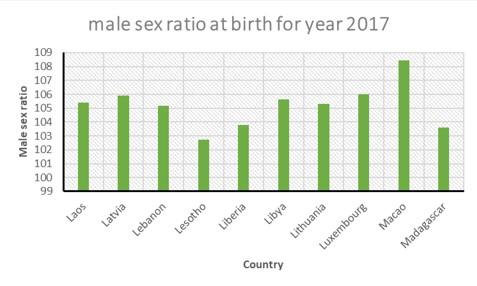 male sex ratio at birth for year 2017
109
108
107
106
105
104
103
102
101
100
99
Male sex ratio
Laos
Latvia
Lebanon
Lesotho
Liberia
Libya
Lithuania
Luxembourg
Macao
Madagascar
Country